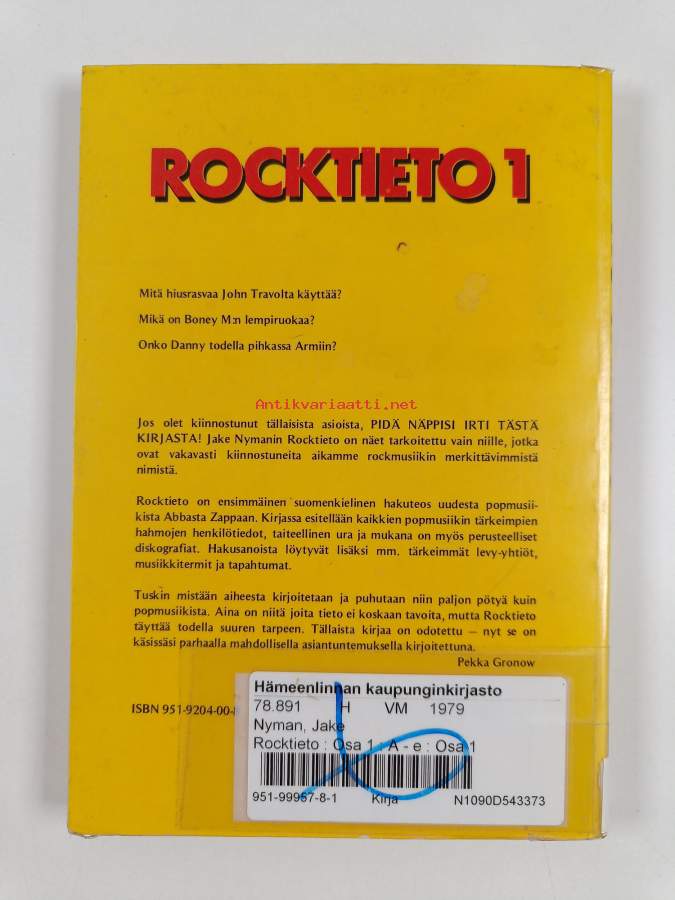 ROCKTIETO 1
Mitä hiusrasvaa John Travolta käyttää?
Mikä on Boney M:n lempiruokaa?
Onko Danny todella pihkassa Armiin?
Antikvariaatti.net
Jos olet kiinnostunut tällaisista asioista, PIDÄ NÄPPISI IRTI TÄSTÄ
KIRJASTA! Jake Nymanin Rocktieto on näet tarkoitettu vain niille, jotka
ovat vakavasti kiinnostuneita aikamme rockmusiikin merkittävimmistä
nimistä.
Rocktieto on ensimmäinen suomenkielinen hakuteos uudesta popmusii-
kista Abbasta Zappaan. Kirjassa esitellään kaikkien popmusiikin tärkeimpien
hahmojen henkilötiedot, taiteellinen ura ja mukana on myös perusteelliset
diskografiat. Hakusanoista löytyvät lisäksi mm. tärkeimmät levy-yhtiöt,
musiikkitermit ja tapahtumat.
Tuskin mistään aiheesta kirjoitetaan ja puhutaan niin paljon pötyä kuin
popmusiikista. Aina on niitä joita tieto ei koskaan tavoita, mutta Rocktieto
täyttää todella suuren tarpeen. Tällaista kirjaa on odotettu — nyt se on
käsissäsi parhaalla mahdollisella asiantuntemuksella kirjoitettuna.
Pekka Gronow
ISBN 951-9204-00-
Hämeenlinnan kaupunginkirjasto
78.891 H VM 1979
Nyman, Jake
Rocktieto : Osa 1 : A - e : Osa 1
951-99967-8-1 Kirja N1090D543373